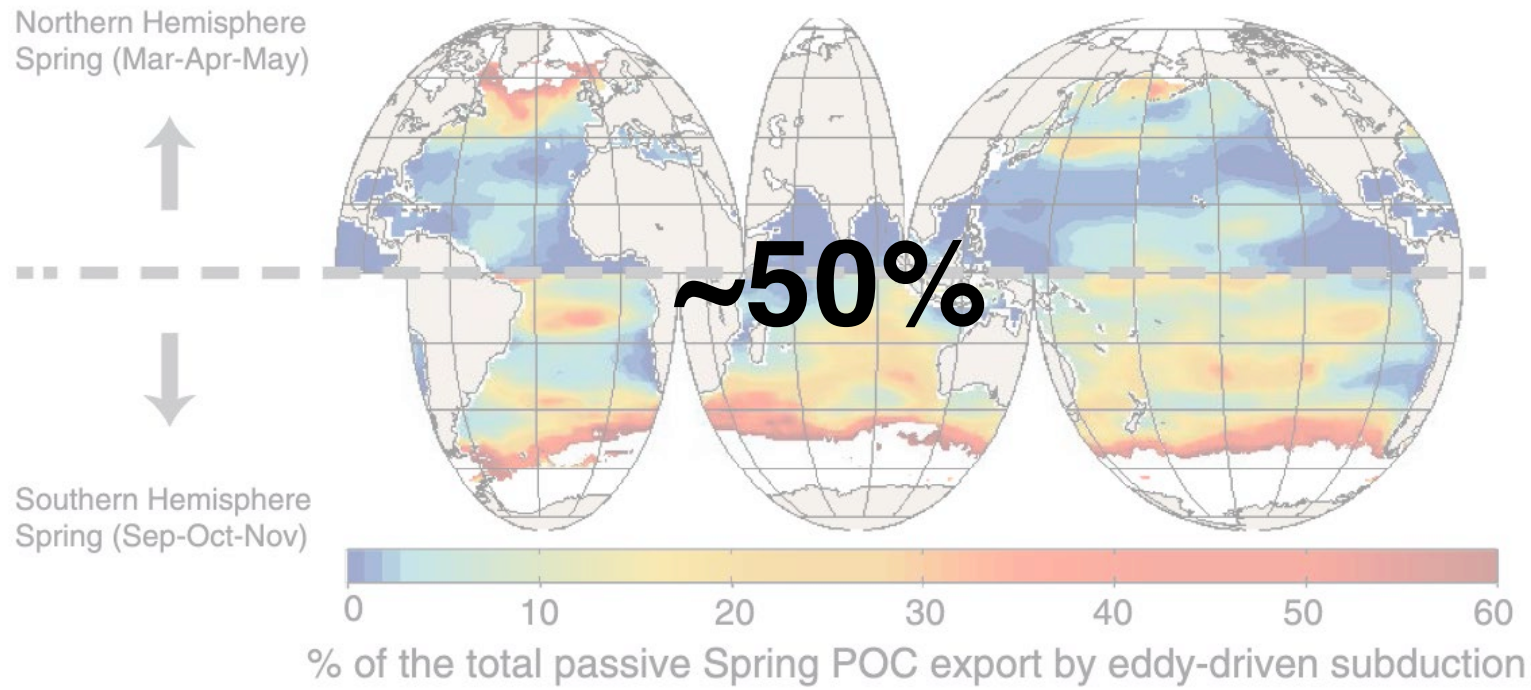 Northern Hemisphere
Spring (Mar-Apr-May)
~50%
Southern Hemisphere
Spring (Sep-Oct-Nov)
0 10 20 30 40 50 60
% of the total passive Spring POC export by eddy-driven subduction